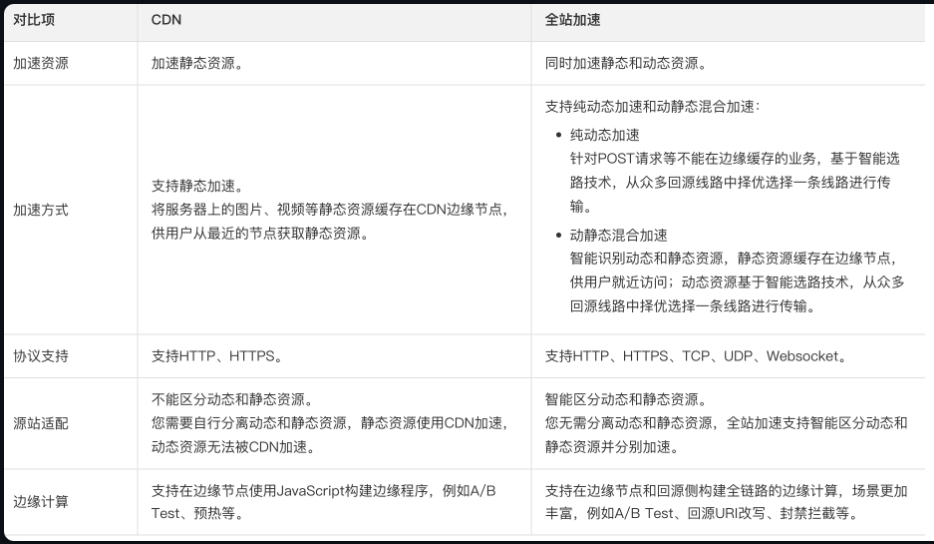 对比项
CDN
全站加速
加速资源
加速静态资源。
同时加速静态和动态资源。
加速方式
支持静态加速。
将服务器上的图片、视频等静态资源缓存在CDN边缘节点，
供用户从最近的节点获取静态资源。
支持纯动态加速和动静态混合加速：
• 纯动态加速
针对POST请求等不能在边缘缓存的业务，基于智能选
路技术，从众多回源线路中择优选择一条线路进行传
输。
• 动静态混合加速
智能识别动态和静态资源，静态资源缓存在边缘节点，
供用户就近访问；动态资源基于智能选路技术，从众多
回源线路中择优选择一条线路进行传输。
协议支持
支持HTTP、HTTPS。
支持HTTP、HTTPS、TCP、UDP、Websocket。
源站适配
不能区分动态和静态资源。
您需要自行分离动态和静态资源，静态资源使用CDN加速，
动态资源无法被CDN加速。
智能区分动态和静态资源。
您无需分离动态和静态资源，全站加速支持智能区分动态和
静态资源并分别加速。
边缘计算
支持在边缘节点使用JavaScript构建边缘程序，例如A/B
Test、预热等。
支持在边缘节点和回源侧构建全链路的边缘计算，场景更加
丰富，例如A/B Test、回源URI改写、封禁拦截等。